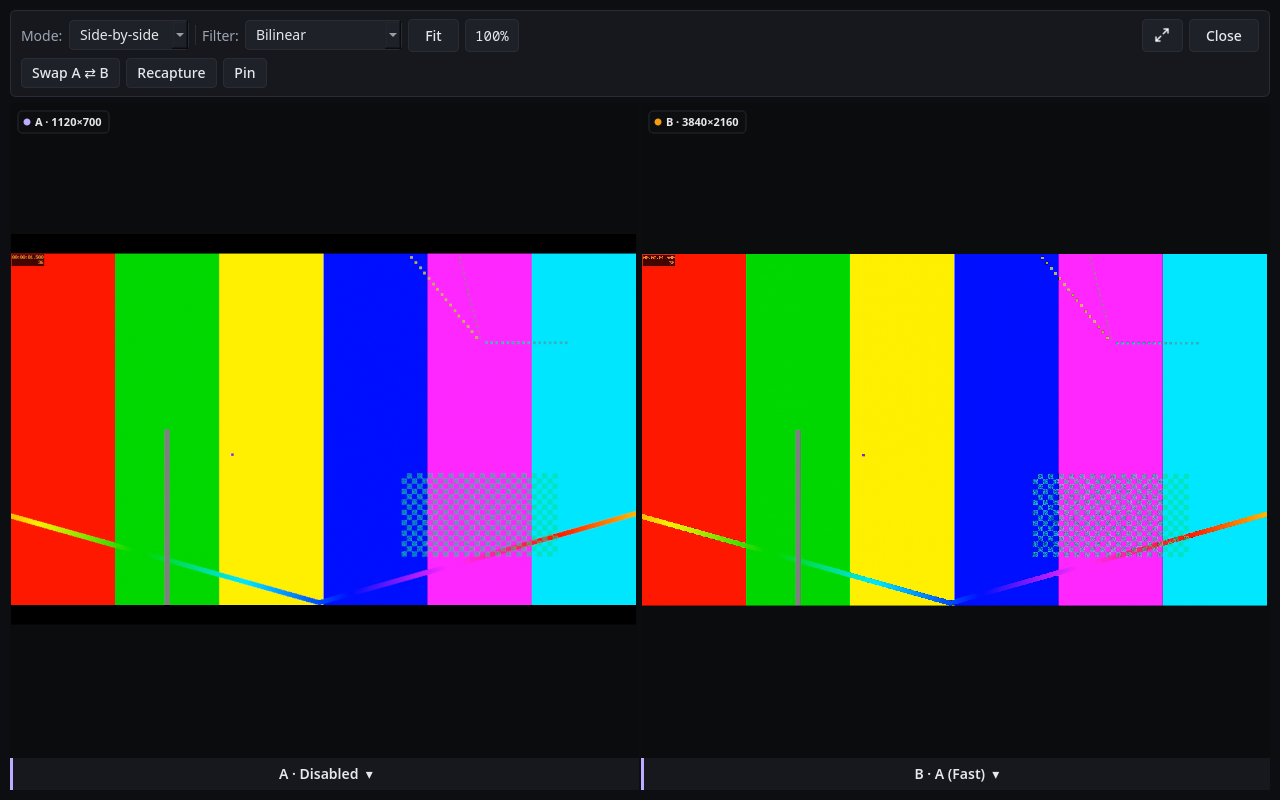 Mode: Side-by-side Filter: Bilinear Fit 100% Close
Swap A ⇄ B Recapture Pin
A · 1120×700 B · 3840×2160
A · Disabled ▼ B · A (Fast) ▼